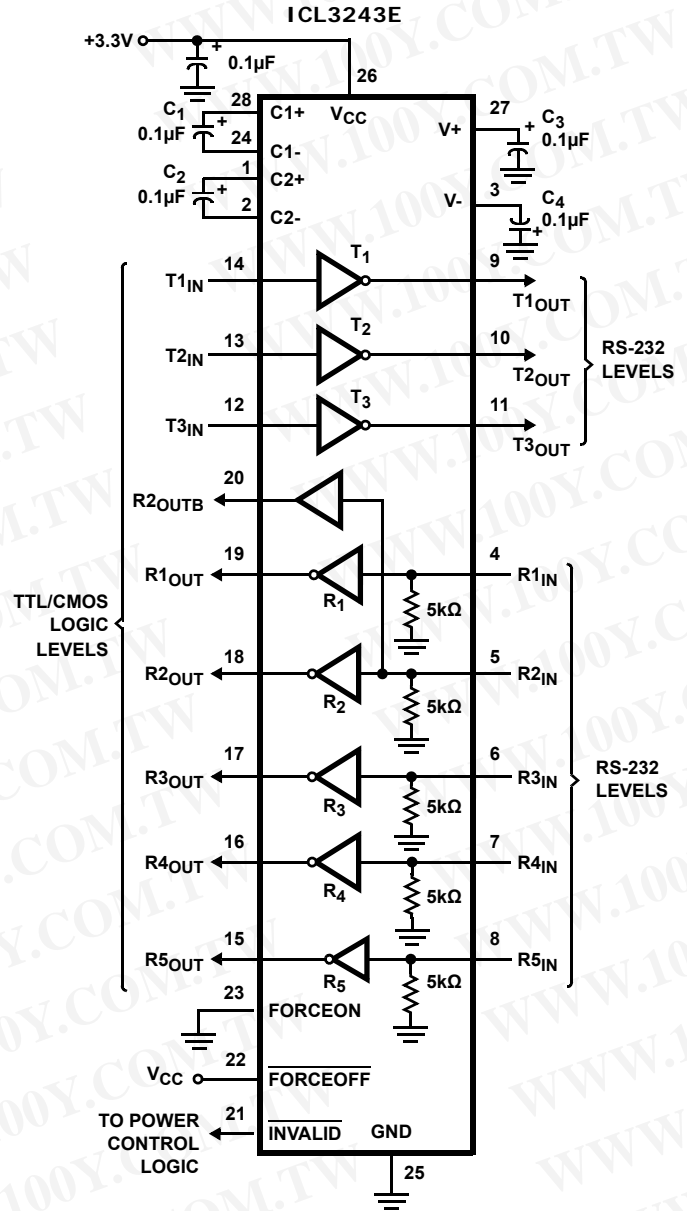 ICL3243E
+3.3V
+
0.1µF
26
VCC
C1
0.1µF
+
28
C1+
24
C1-
C2
0.1µF
+
1
C2+
2
C2-
27
V+
+
C3
0.1µF
3
V-
C4
0.1µF
+
T1IN
14
T1
9
T1OUT
T2IN
13
T2
10
T2OUT
T3IN
12
T3
11
T3OUT
RS-232
LEVELS
R2OUTB
20
R1OUT
19
R1
5kΩ
4
R1IN
TTL/CMOS
LOGIC
LEVELS
R2OUT
18
R2
5kΩ
5
R2IN
R3OUT
17
R3
5kΩ
6
R3IN
RS-232
LEVELS
R4OUT
16
R4
5kΩ
7
R4IN
R5OUT
15
R5
5kΩ
8
R5IN
23
FORCEON
VCC
22
FORCEOFF
TO POWER
CONTROL
LOGIC
21
INVALID
GND
25
WWW.100Y.COM.TW